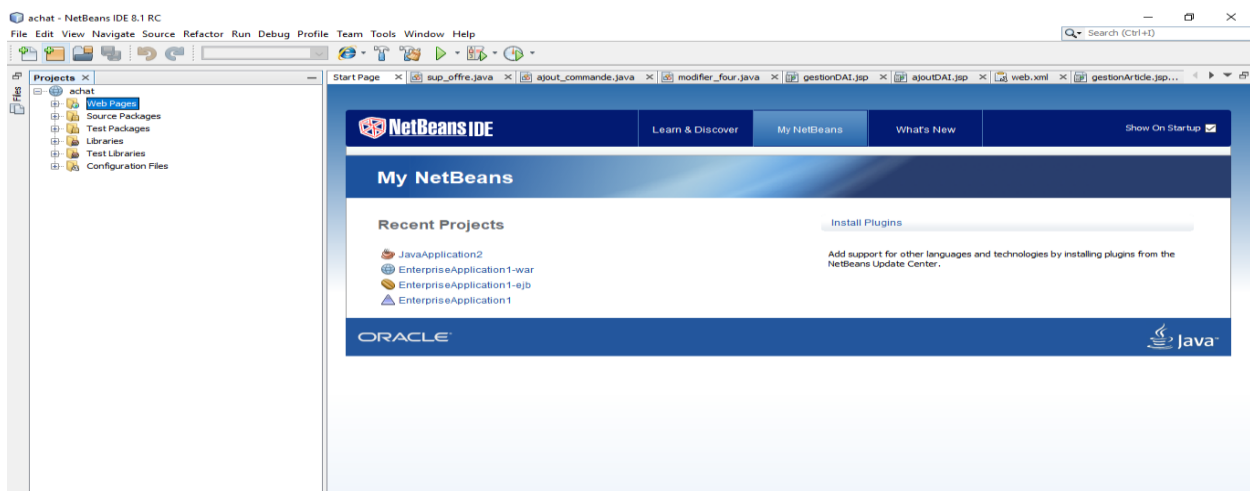 achat - NetBeans IDE 8.1 RC
File Edit View Navigate Source Refactor Run Debug Profile Team Tools Window Help
Search (Ctrl+I)
Files
Projects
achat
Web Pages
Source Packages
Test Packages
Libraries
Test Libraries
Configuration Files
Start Page sup_offre.java ajout_commande.java modifier_four.java gestionDAI.jsp ajoutDAI.jsp web.xml gestionArticle.jsp...
NetBeans IDE
Learn & Discover
My NetBeans
What's New
Show On Startup
My NetBeans
Recent Projects
JavaApplication2
EnterpriseApplication1-war
EnterpriseApplication1-ejb
EnterpriseApplication1
Install Plugins
Add support for other languages and technologies by installing plugins from the
NetBeans Update Center.
ORACLE
Java